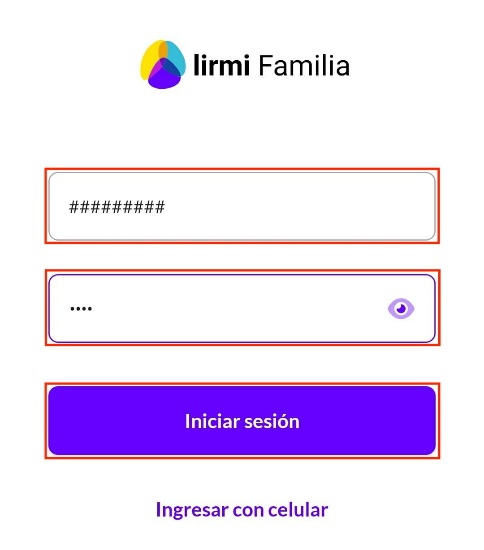 lirmi Familia
#########
••••
Iniciar sesión
Ingresar con celular